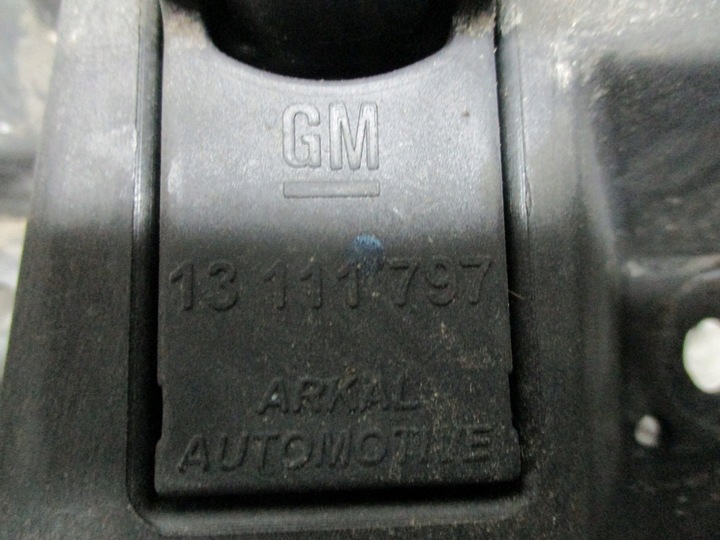 GM
13 111 797
ARKAL
AUTOMOTIVE